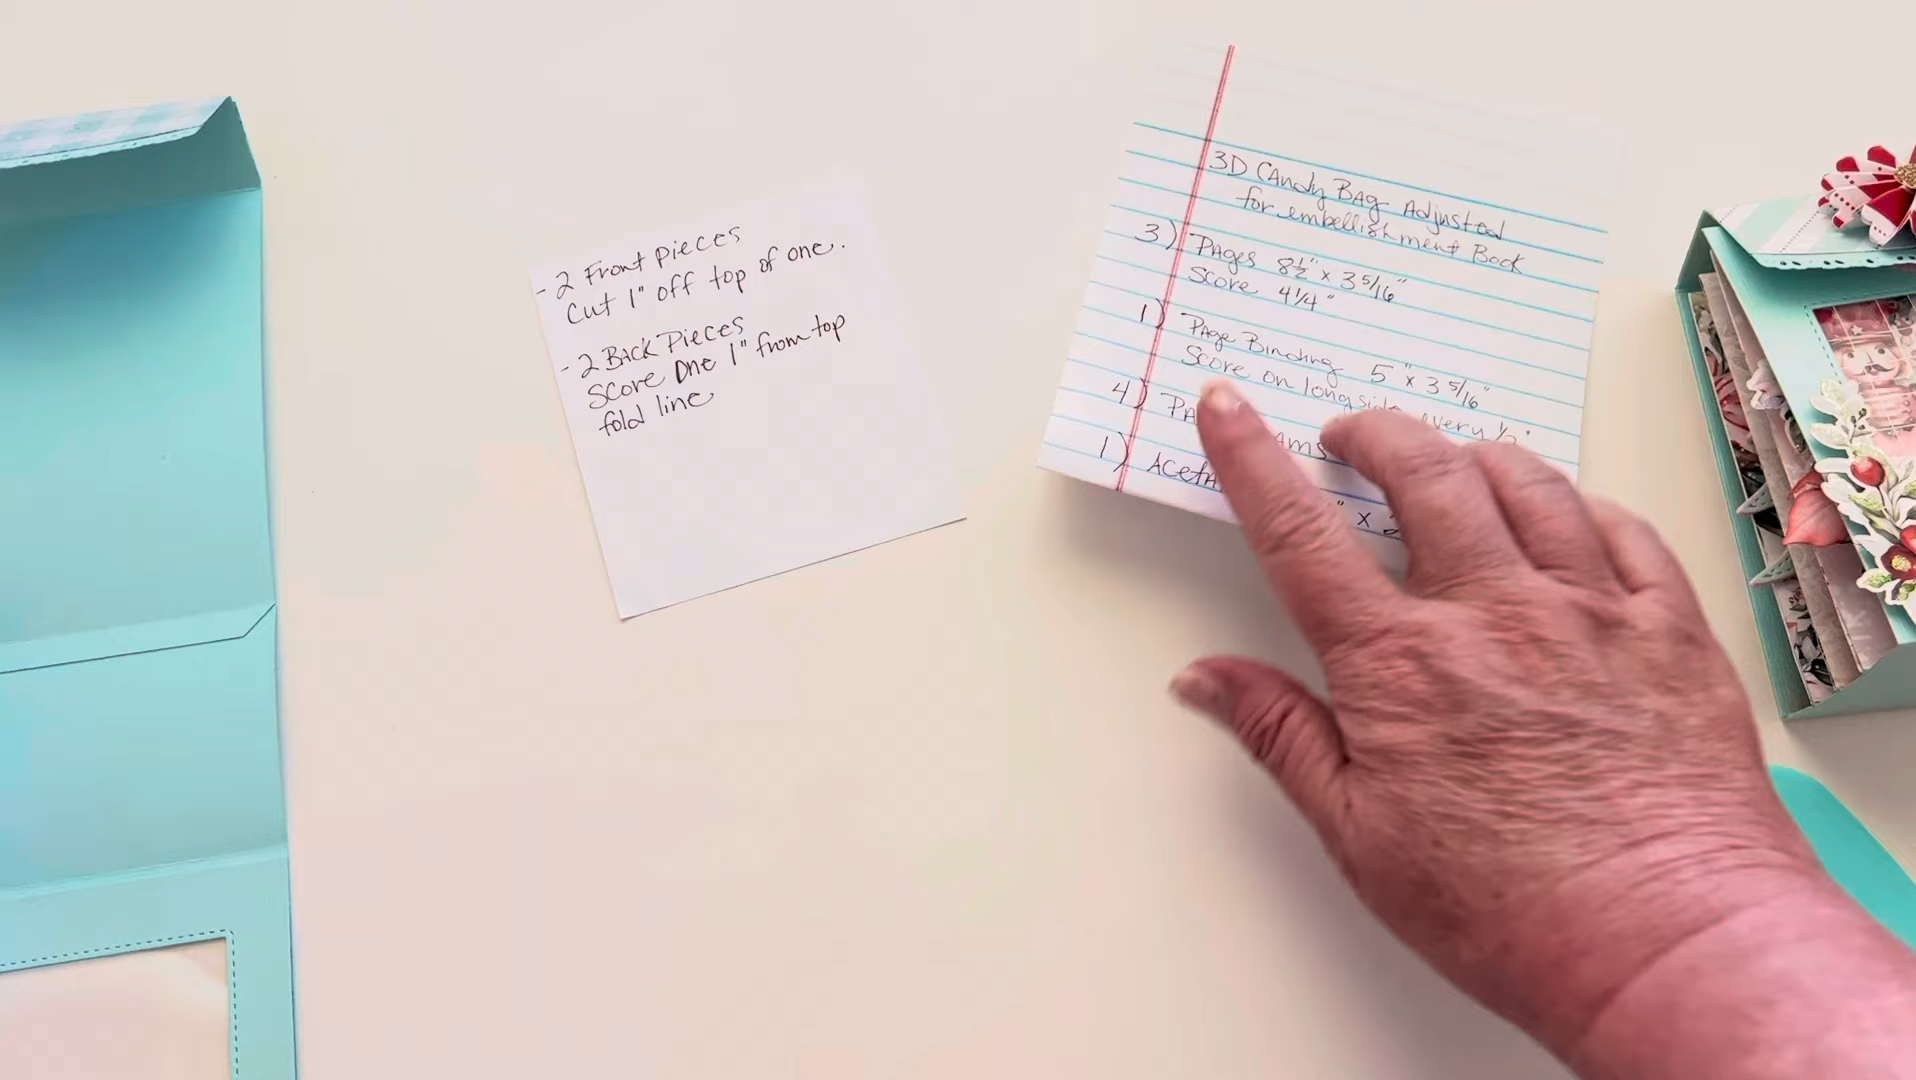 - 2 Front pieces
Cut 1" off top of one.
- 2 Back Pieces
Score One 1" from top
fold line
3D CAndy BAg Adjusted
for embellishment Book
3) PAges 8½" x 3 5/16"
Score 4 1/4"
1) PAge Binding 5" x 3 5/16"
Score on long side every ½"
4)
1)
" x